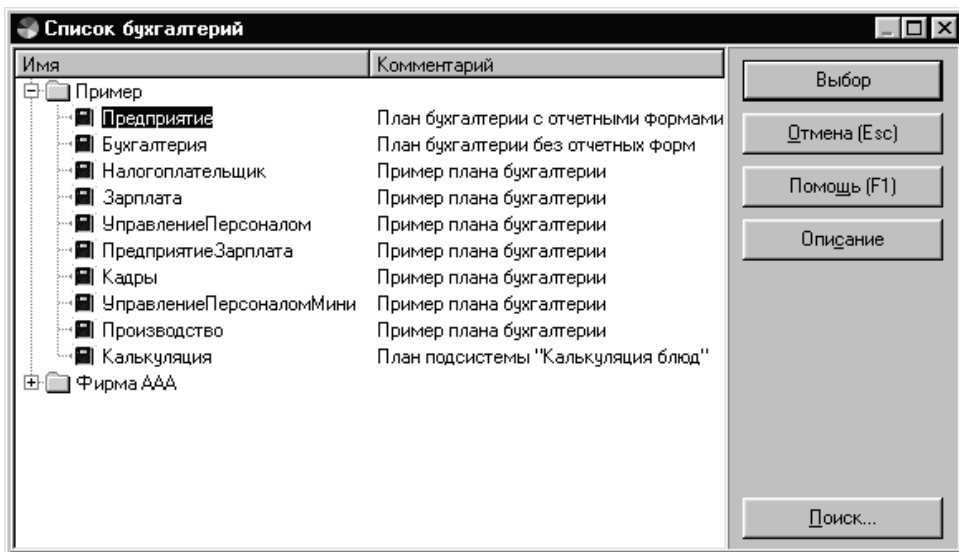 Список бухгалтерий
Имя Комментарий
Пример
Предприятие План бухгалтерии с отчетными формами
Бухгалтерия План бухгалтерии без отчетных форм
Налогоплательщик Пример плана бухгалтерии
Зарплата Пример плана бухгалтерии
УправлениеПерсоналом Пример плана бухгалтерии
ПредприятиеЗарплата Пример плана бухгалтерии
Кадры Пример плана бухгалтерии
УправлениеПерсоналомМини Пример плана бухгалтерии
Производство Пример плана бухгалтерии
Калькуляция План подсистемы "Калькуляция блюд"
Фирма ААА
Выбор
Отмена (Esc)
Помощь (F1)
Описание
Поиск...